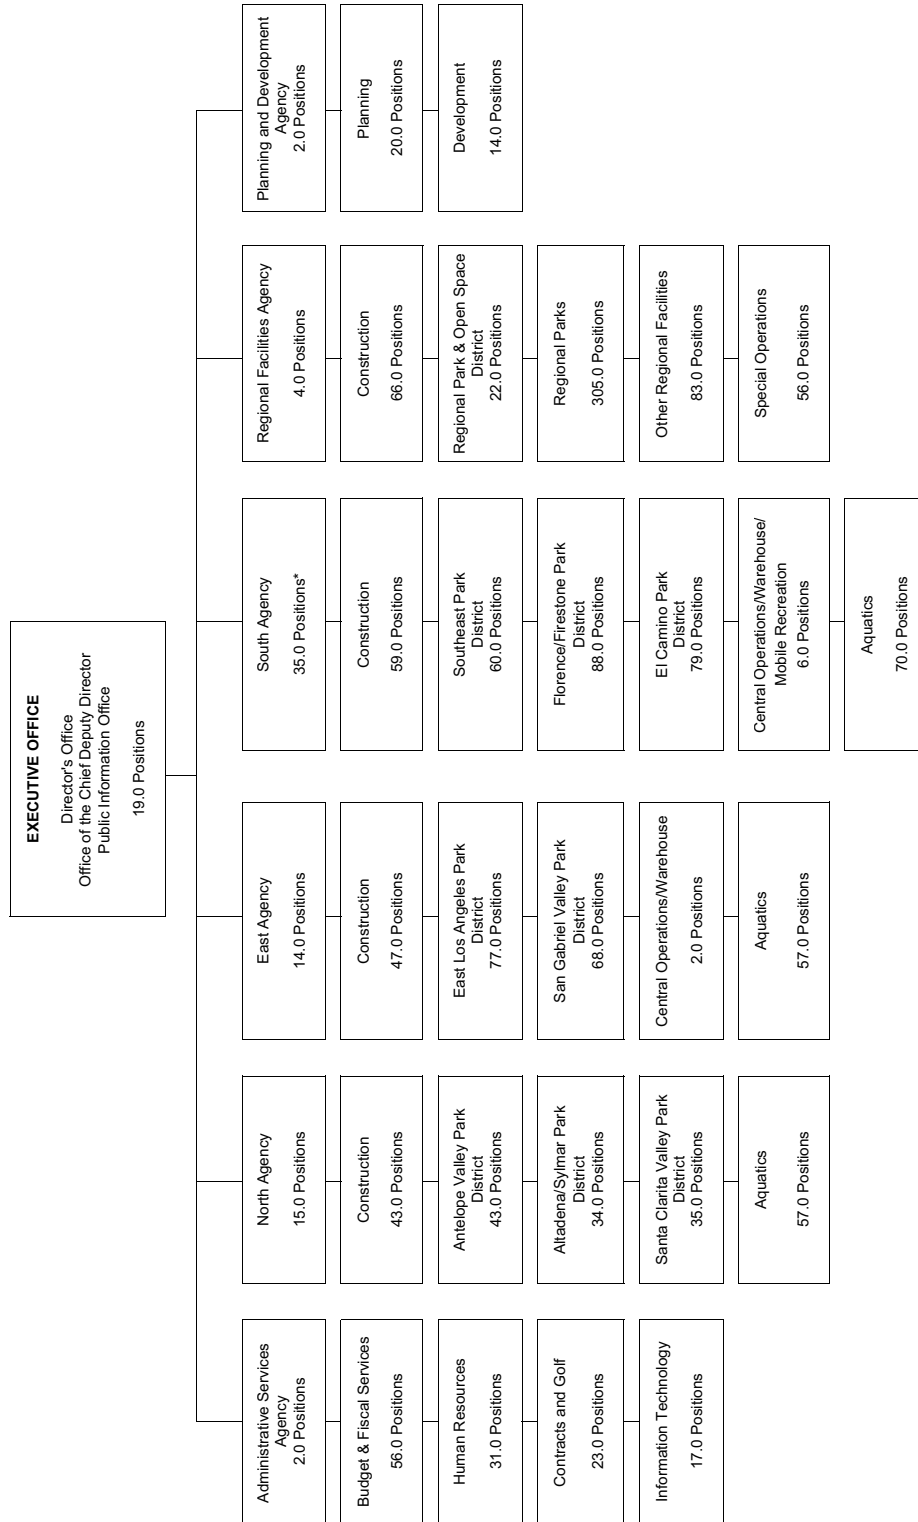 EXECUTIVE OFFICE
Director's Office
Office of the Chief Deputy Director
Public Information Office
19.0 Positions
Administrative Services
Agency
2.0 Positions
Budget & Fiscal Services
56.0 Positions
Human Resources
31.0 Positions
Contracts and Golf
23.0 Positions
Information Technology
17.0 Positions
North Agency
15.0 Positions
Construction
43.0 Positions
Antelope Valley Park
District
43.0 Positions
Altadena/Sylmar Park
District
34.0 Positions
Santa Clarita Valley Park
District
35.0 Positions
Aquatics
57.0 Positions
East Agency
14.0 Positions
Construction
47.0 Positions
East Los Angeles Park
District
77.0 Positions
San Gabriel Valley Park
District
68.0 Positions
Central Operations/Warehouse
2.0 Positions
Aquatics
57.0 Positions
South Agency
35.0 Positions*
Construction
59.0 Positions
Southeast Park
District
60.0 Positions
Florence/Firestone Park
District
88.0 Positions
El Camino Park
District
79.0 Positions
Central Operations/Warehouse/
Mobile Recreation
6.0 Positions
Aquatics
70.0 Positions
Regional Facilities Agency
4.0 Positions
Construction
66.0 Positions
Regional Park & Open Space
District
22.0 Positions
Regional Parks
305.0 Positions
Other Regional Facilities
83.0 Positions
Special Operations
56.0 Positions
Planning and Development
Agency
2.0 Positions
Planning
20.0 Positions
Development
14.0 Positions